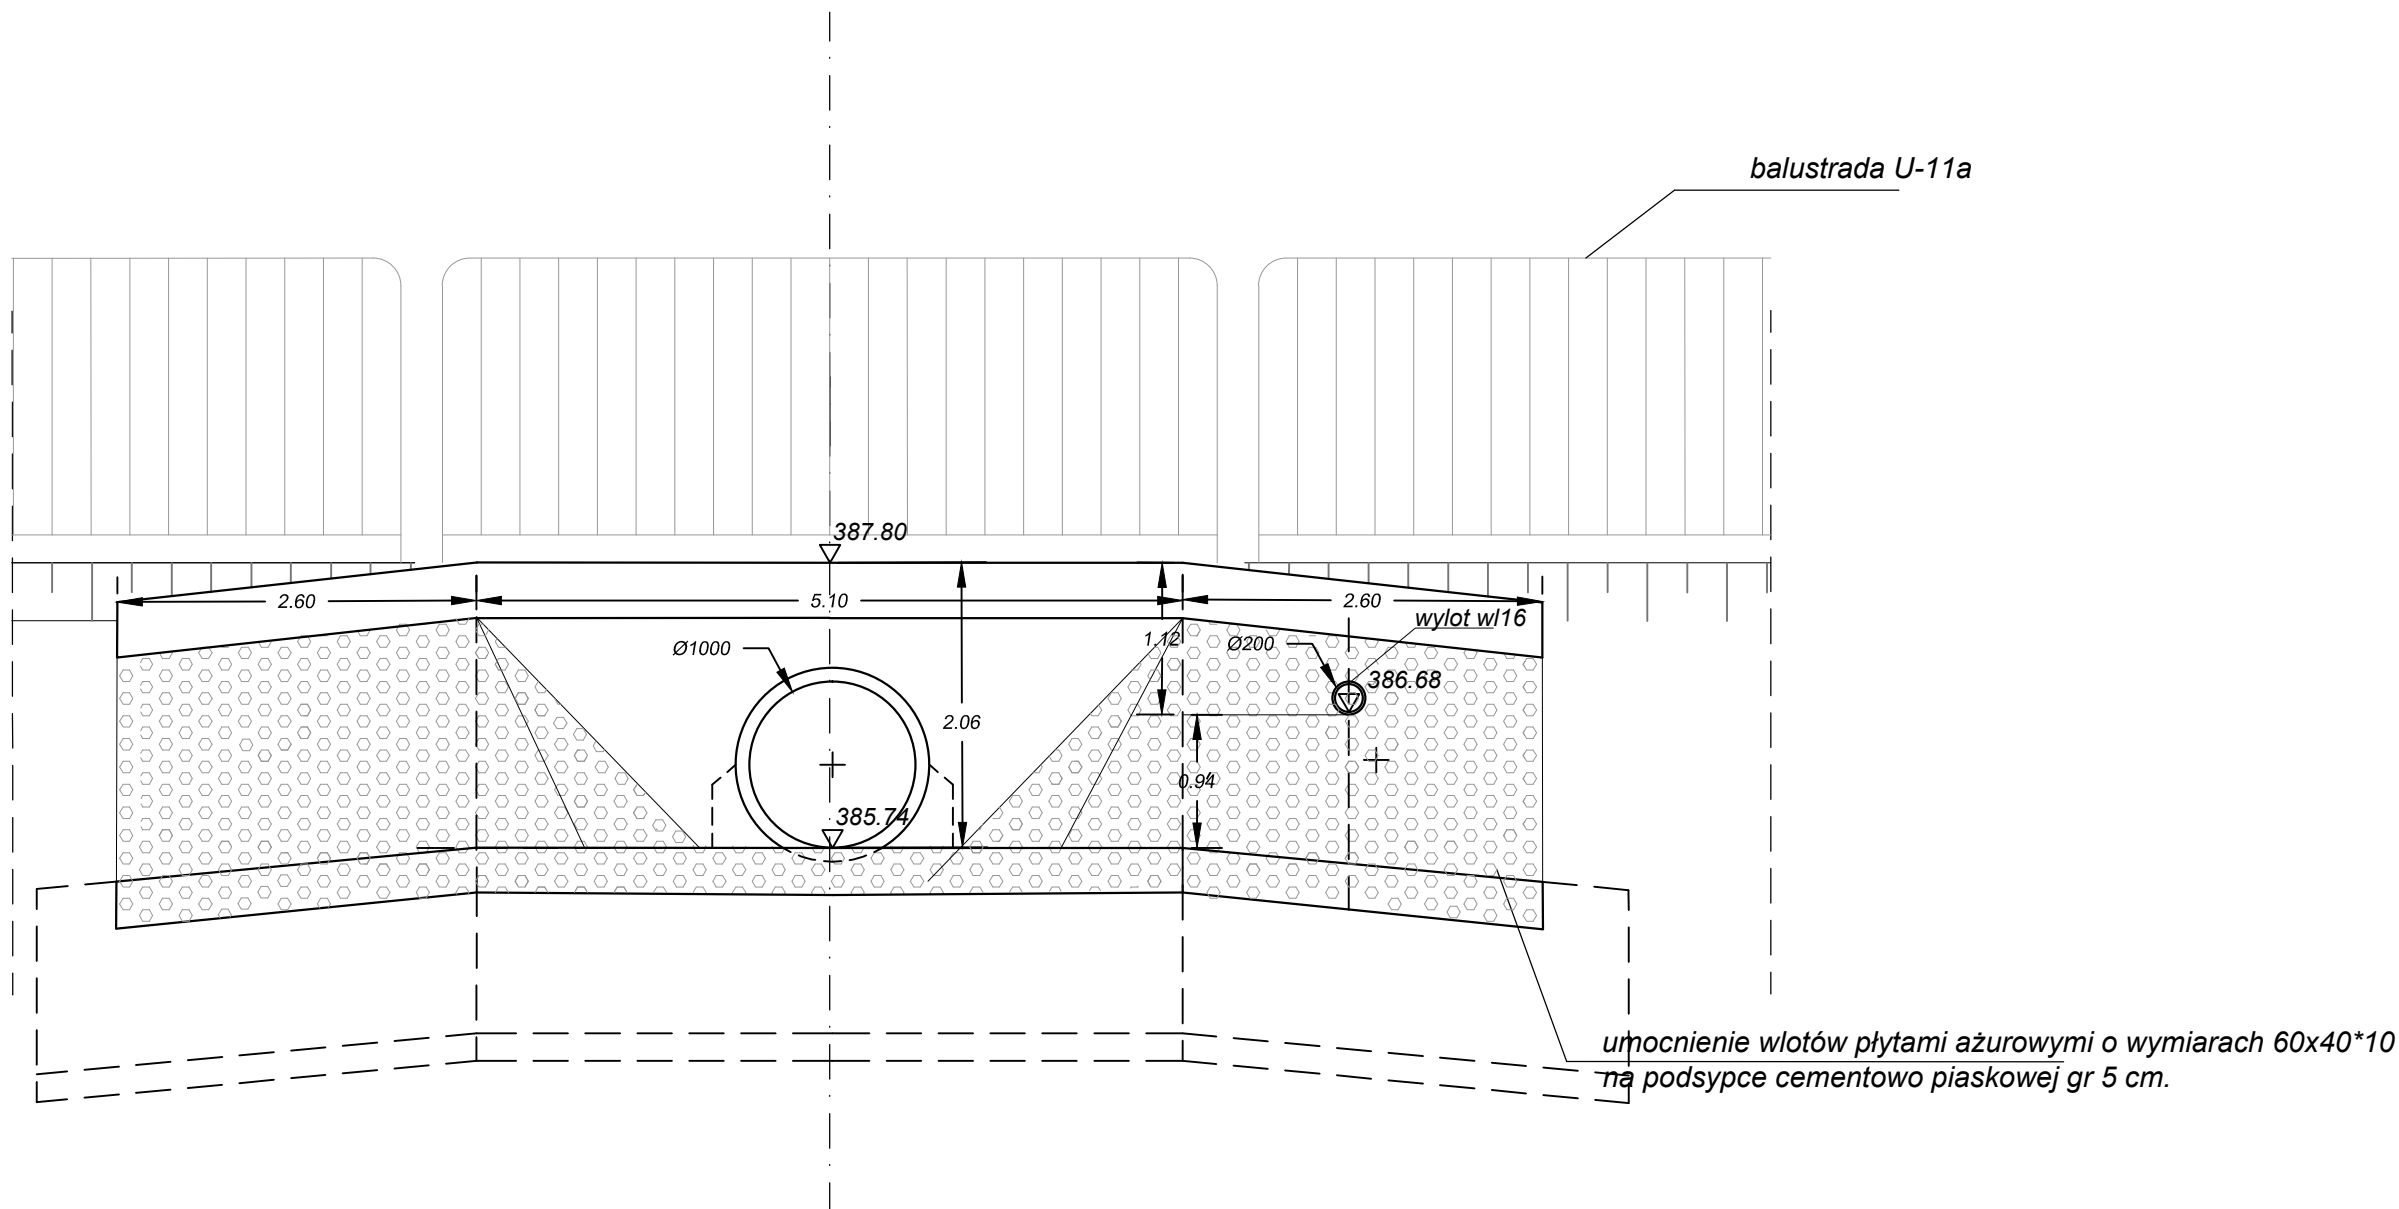 balustrada U-11a
387.80
2.60
5.10
2.60
wylot wl16
1.12
Ø1000
Ø200
386.68
2.06
0.94
385.74
umocnienie wlotów płytami ażurowymi o wymiarach 60x40*10
na podsypce cementowo piaskowej gr 5 cm.